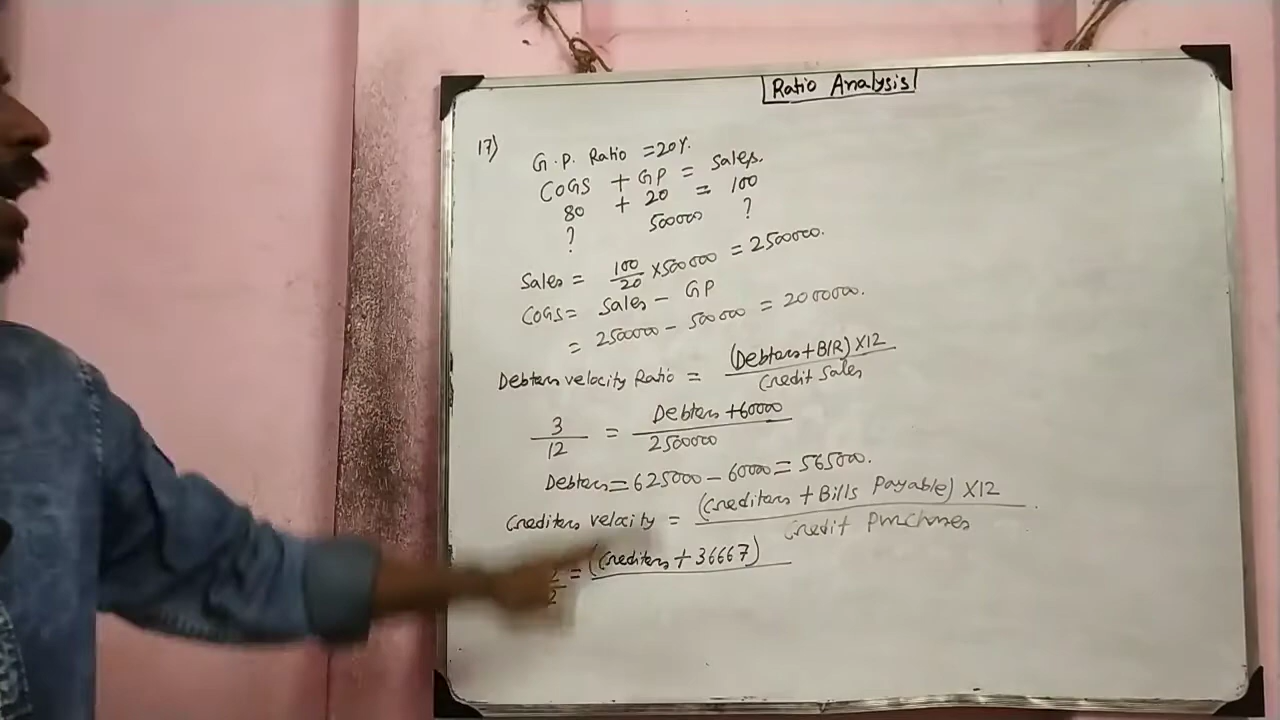 Ratio Analysis
17)
G.P. Ratio = 20%.
COGS + GP = Sales.
80 + 20 = 100
? 500000 ?
Sales = 100/20 × 500000 = 2500000.
COGS = Sales - GP
= 2500000 - 500000 = 2000000.
Debtors velocity Ratio = (Debtors + B/R) × 12 / Credit Sales
3/12 = Debtors + 60000 / 2500000
Debtors = 625000 - 60000 = 565000.
Creditors velocity = (Creditors + Bills Payable) × 12 / Credit Purchases
2/2 = (Creditors + 36667)